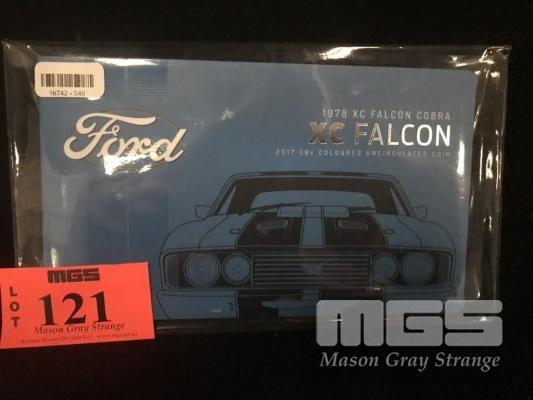 16742 - 548
Ford
1978 XC FALCON COBRA
XC FALCON
2017 50c COLOURED UNCIRCULATED COIN
MGS
LOT
121
Mason Gray Strange
MGS
Mason Gray Strange